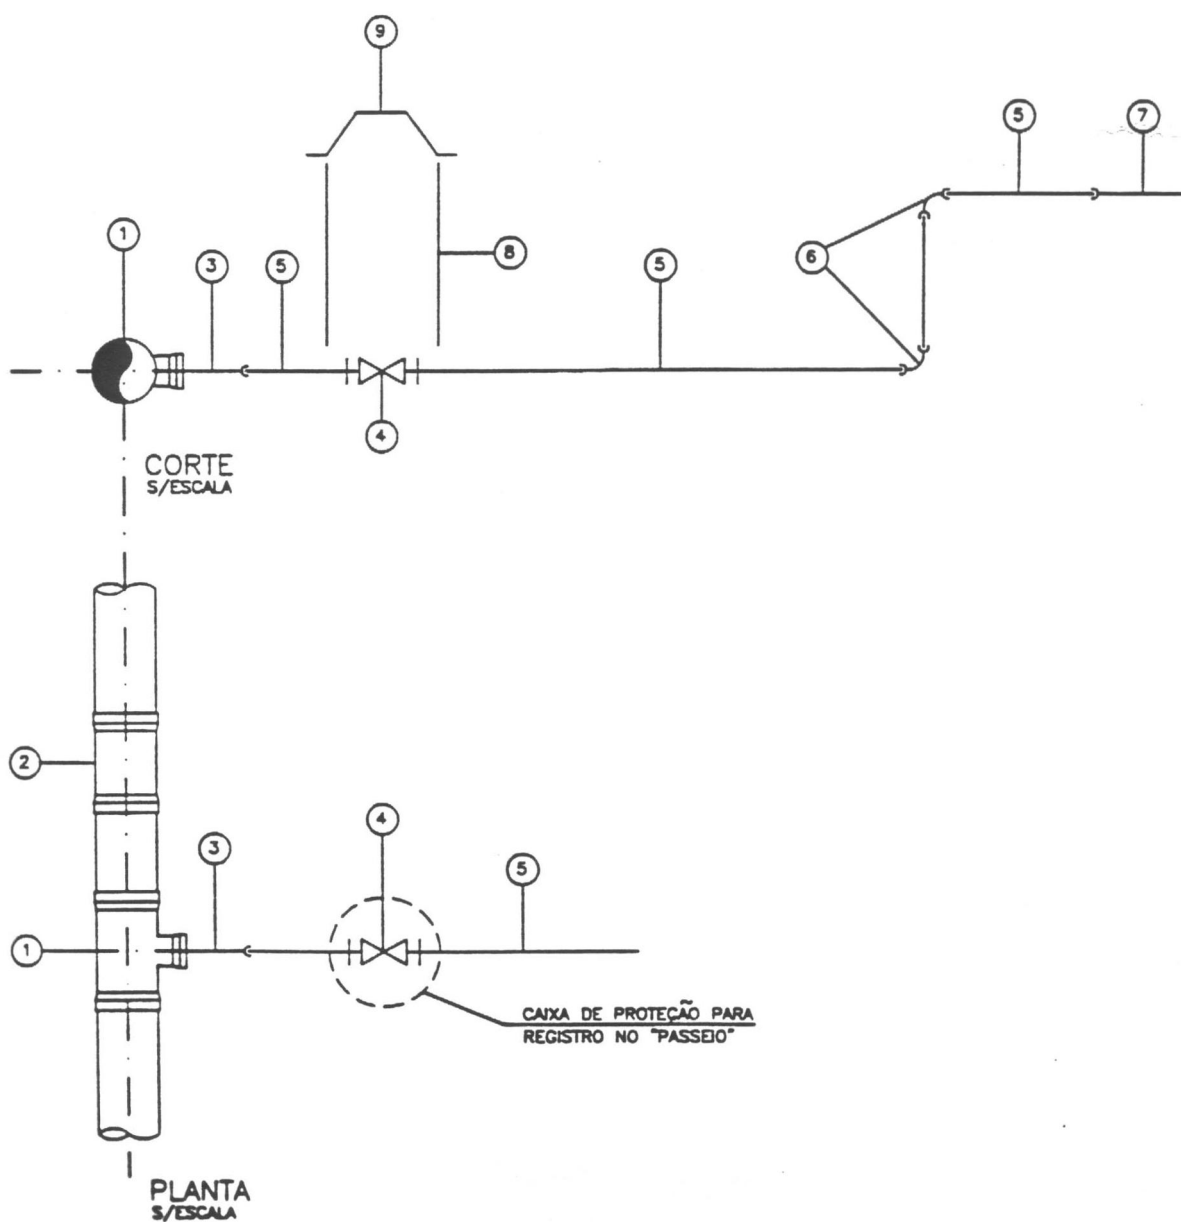 9
5 7
1
8
3 5 5 6
4
CORTE
S/ESCALA
2
4
3 5
1
CAIXA DE PROTEÇÃO PARA
REGISTRO NO "PASSEIO"
PLANTA
S/ESCALA